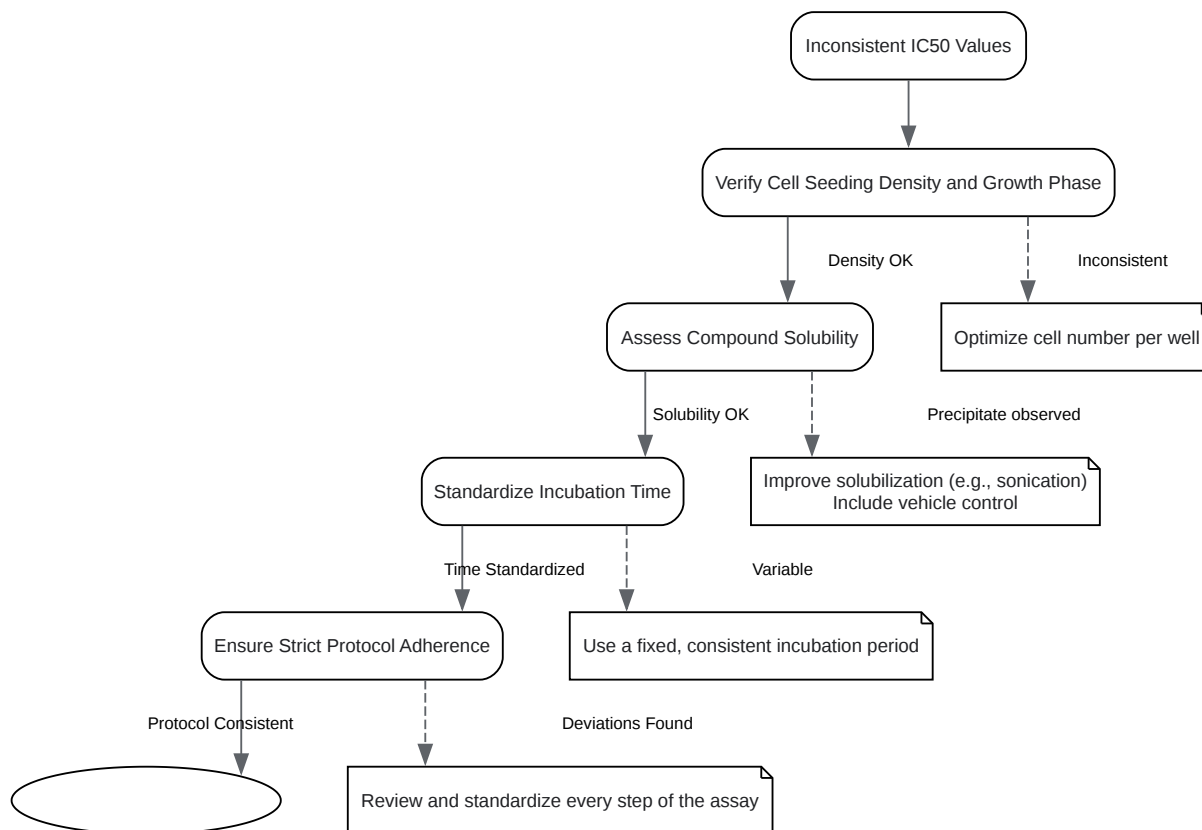 Inconsistent IC50 Values
Verify Cell Seeding Density and Growth Phase
Density OK
Inconsistent
Assess Compound Solubility
Optimize cell number per well
Solubility OK
Precipitate observed
Standardize Incubation Time
Improve solubilization (e.g., sonication)
Include vehicle control
Time Standardized
Variable
Ensure Strict Protocol Adherence
Use a fixed, consistent incubation period
Protocol Consistent
Deviations Found
Review and standardize every step of the assay